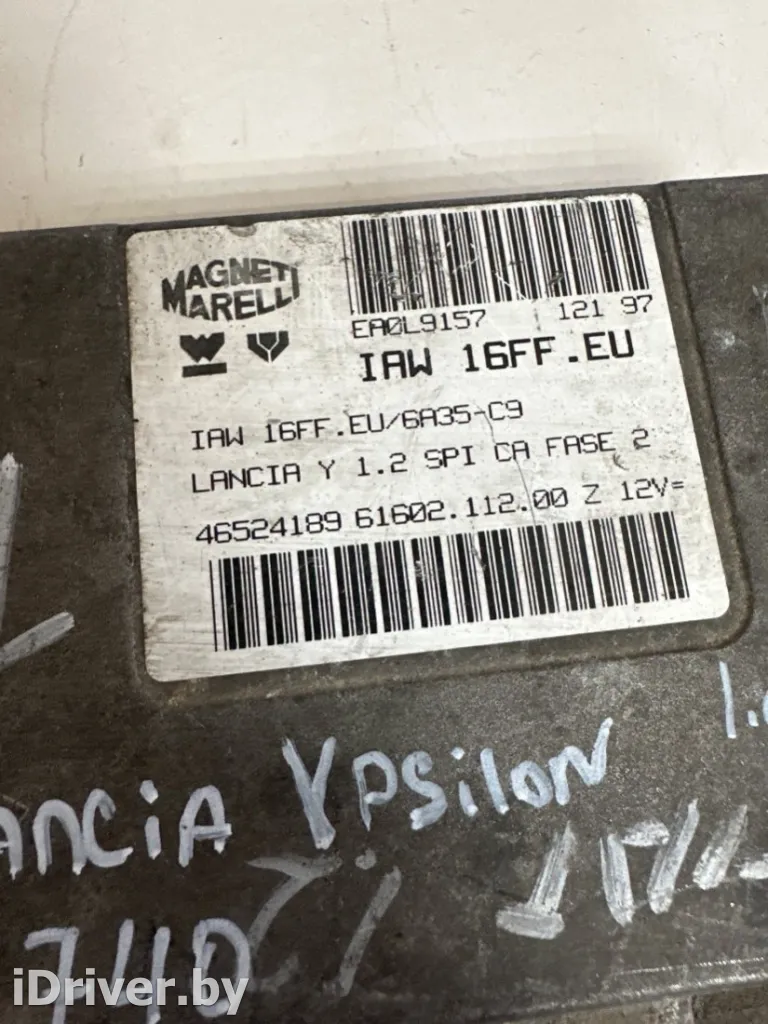 MAGNETI
MARELLI
EA0L9157 121 97
IAW 16FF.EU
IAW 16FF.EU/6A35-C9
LANCIA Y 1.2 SPI CA FASE 2
46524189 61602.112.00 Z 12V=
ANCiA YPSiLON 1.
iDriver.by